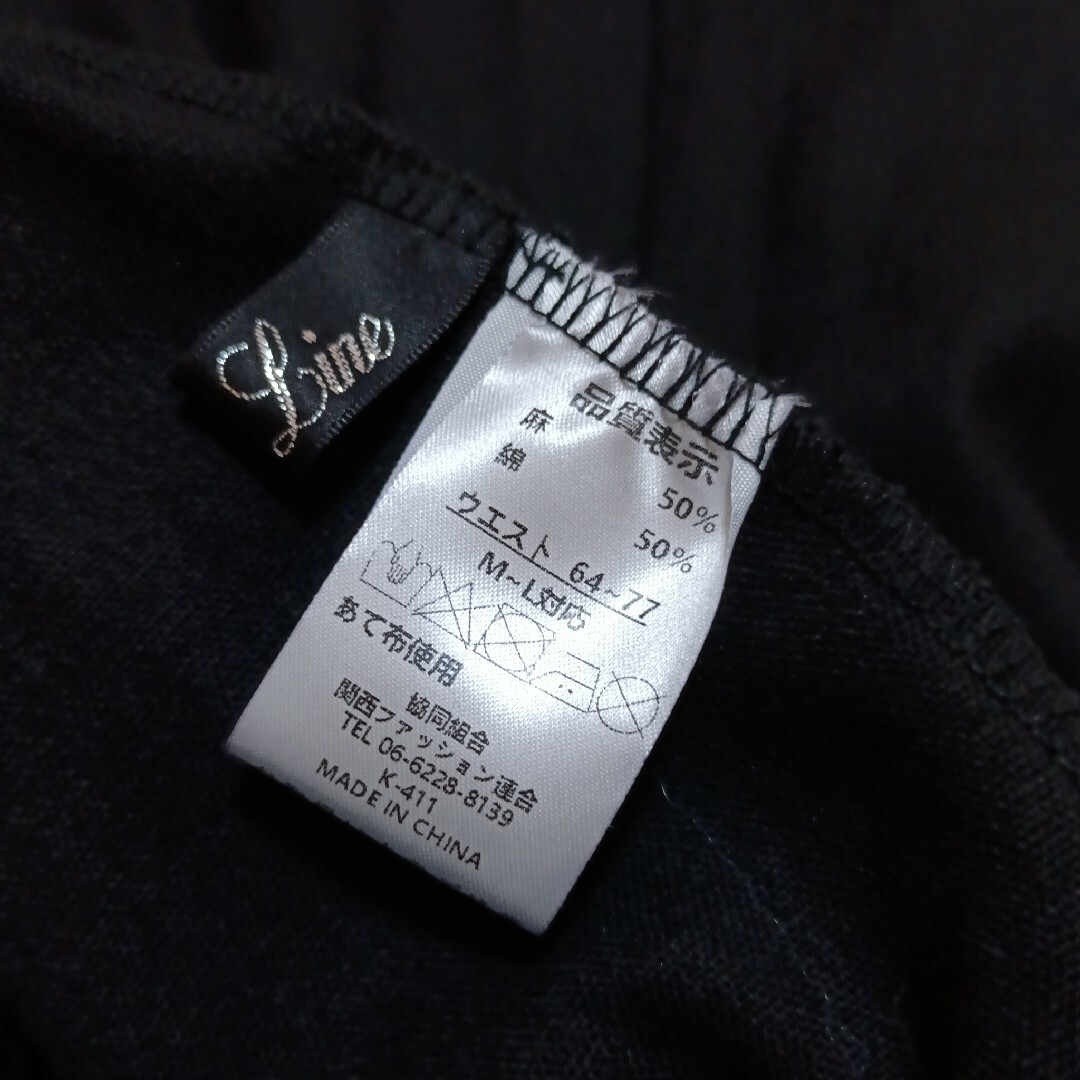 Line
品質表示
麻 50%
綿 50%
ウエスト 64~77
M~L対応
あて布使用
協同組合
関西ファッション連合
TEL 06-6228-8139
K-411
MADE IN CHINA